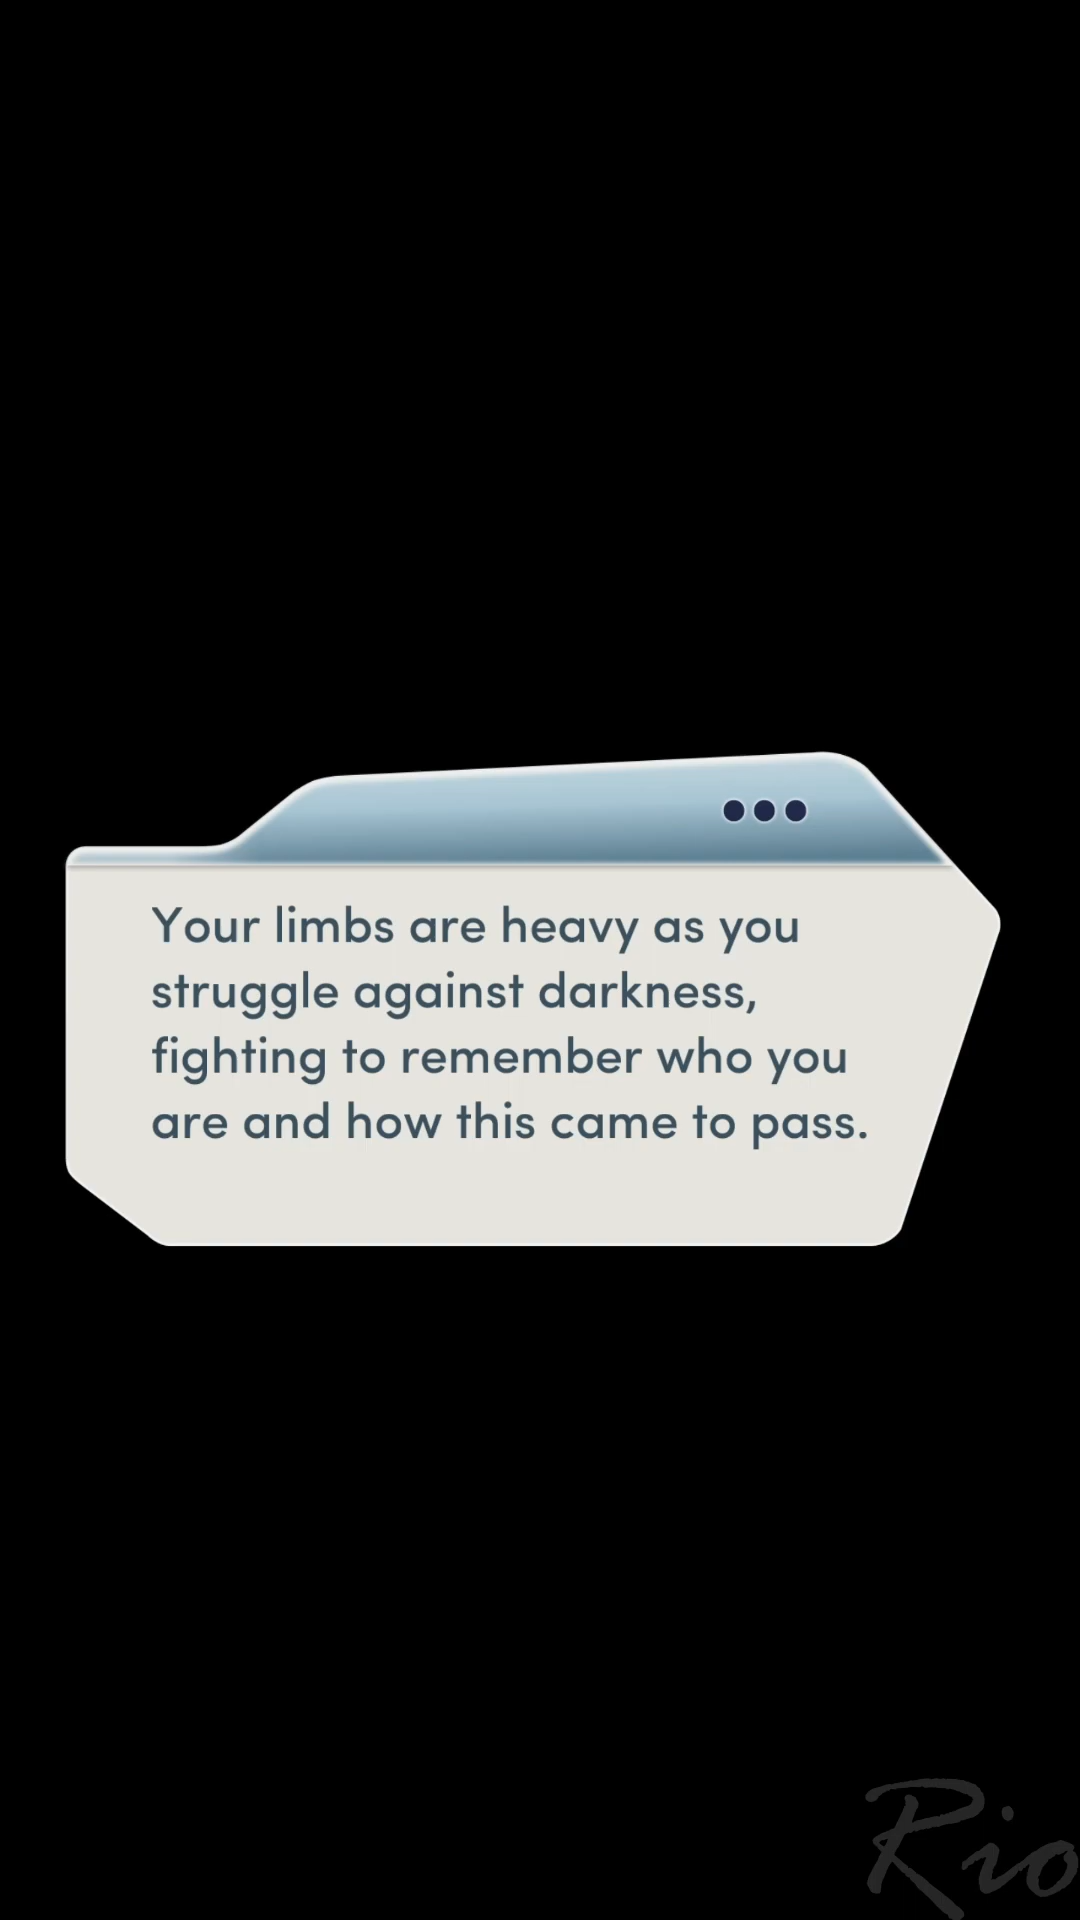 Your limbs are heavy as you
struggle against darkness,
fighting to remember who you
are and how this came to pass.
Rio